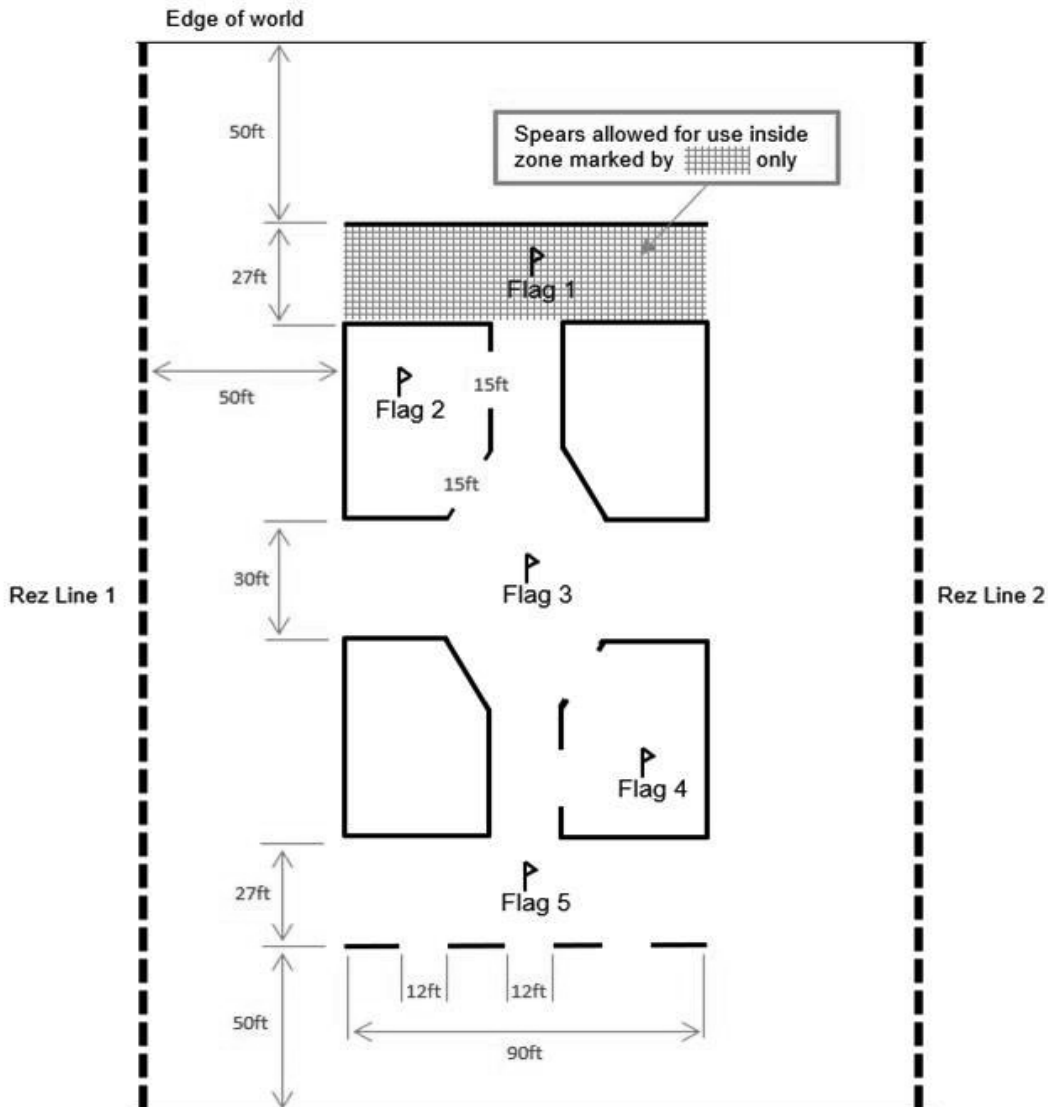 Edge of world
50ft
Spears allowed for use inside
zone marked by only
27ft
Flag 1
50ft
15ft
Flag 2
15ft
30ft
Flag 3
Rez Line 1
Rez Line 2
Flag 4
27ft
Flag 5
12ft
12ft
50ft
90ft